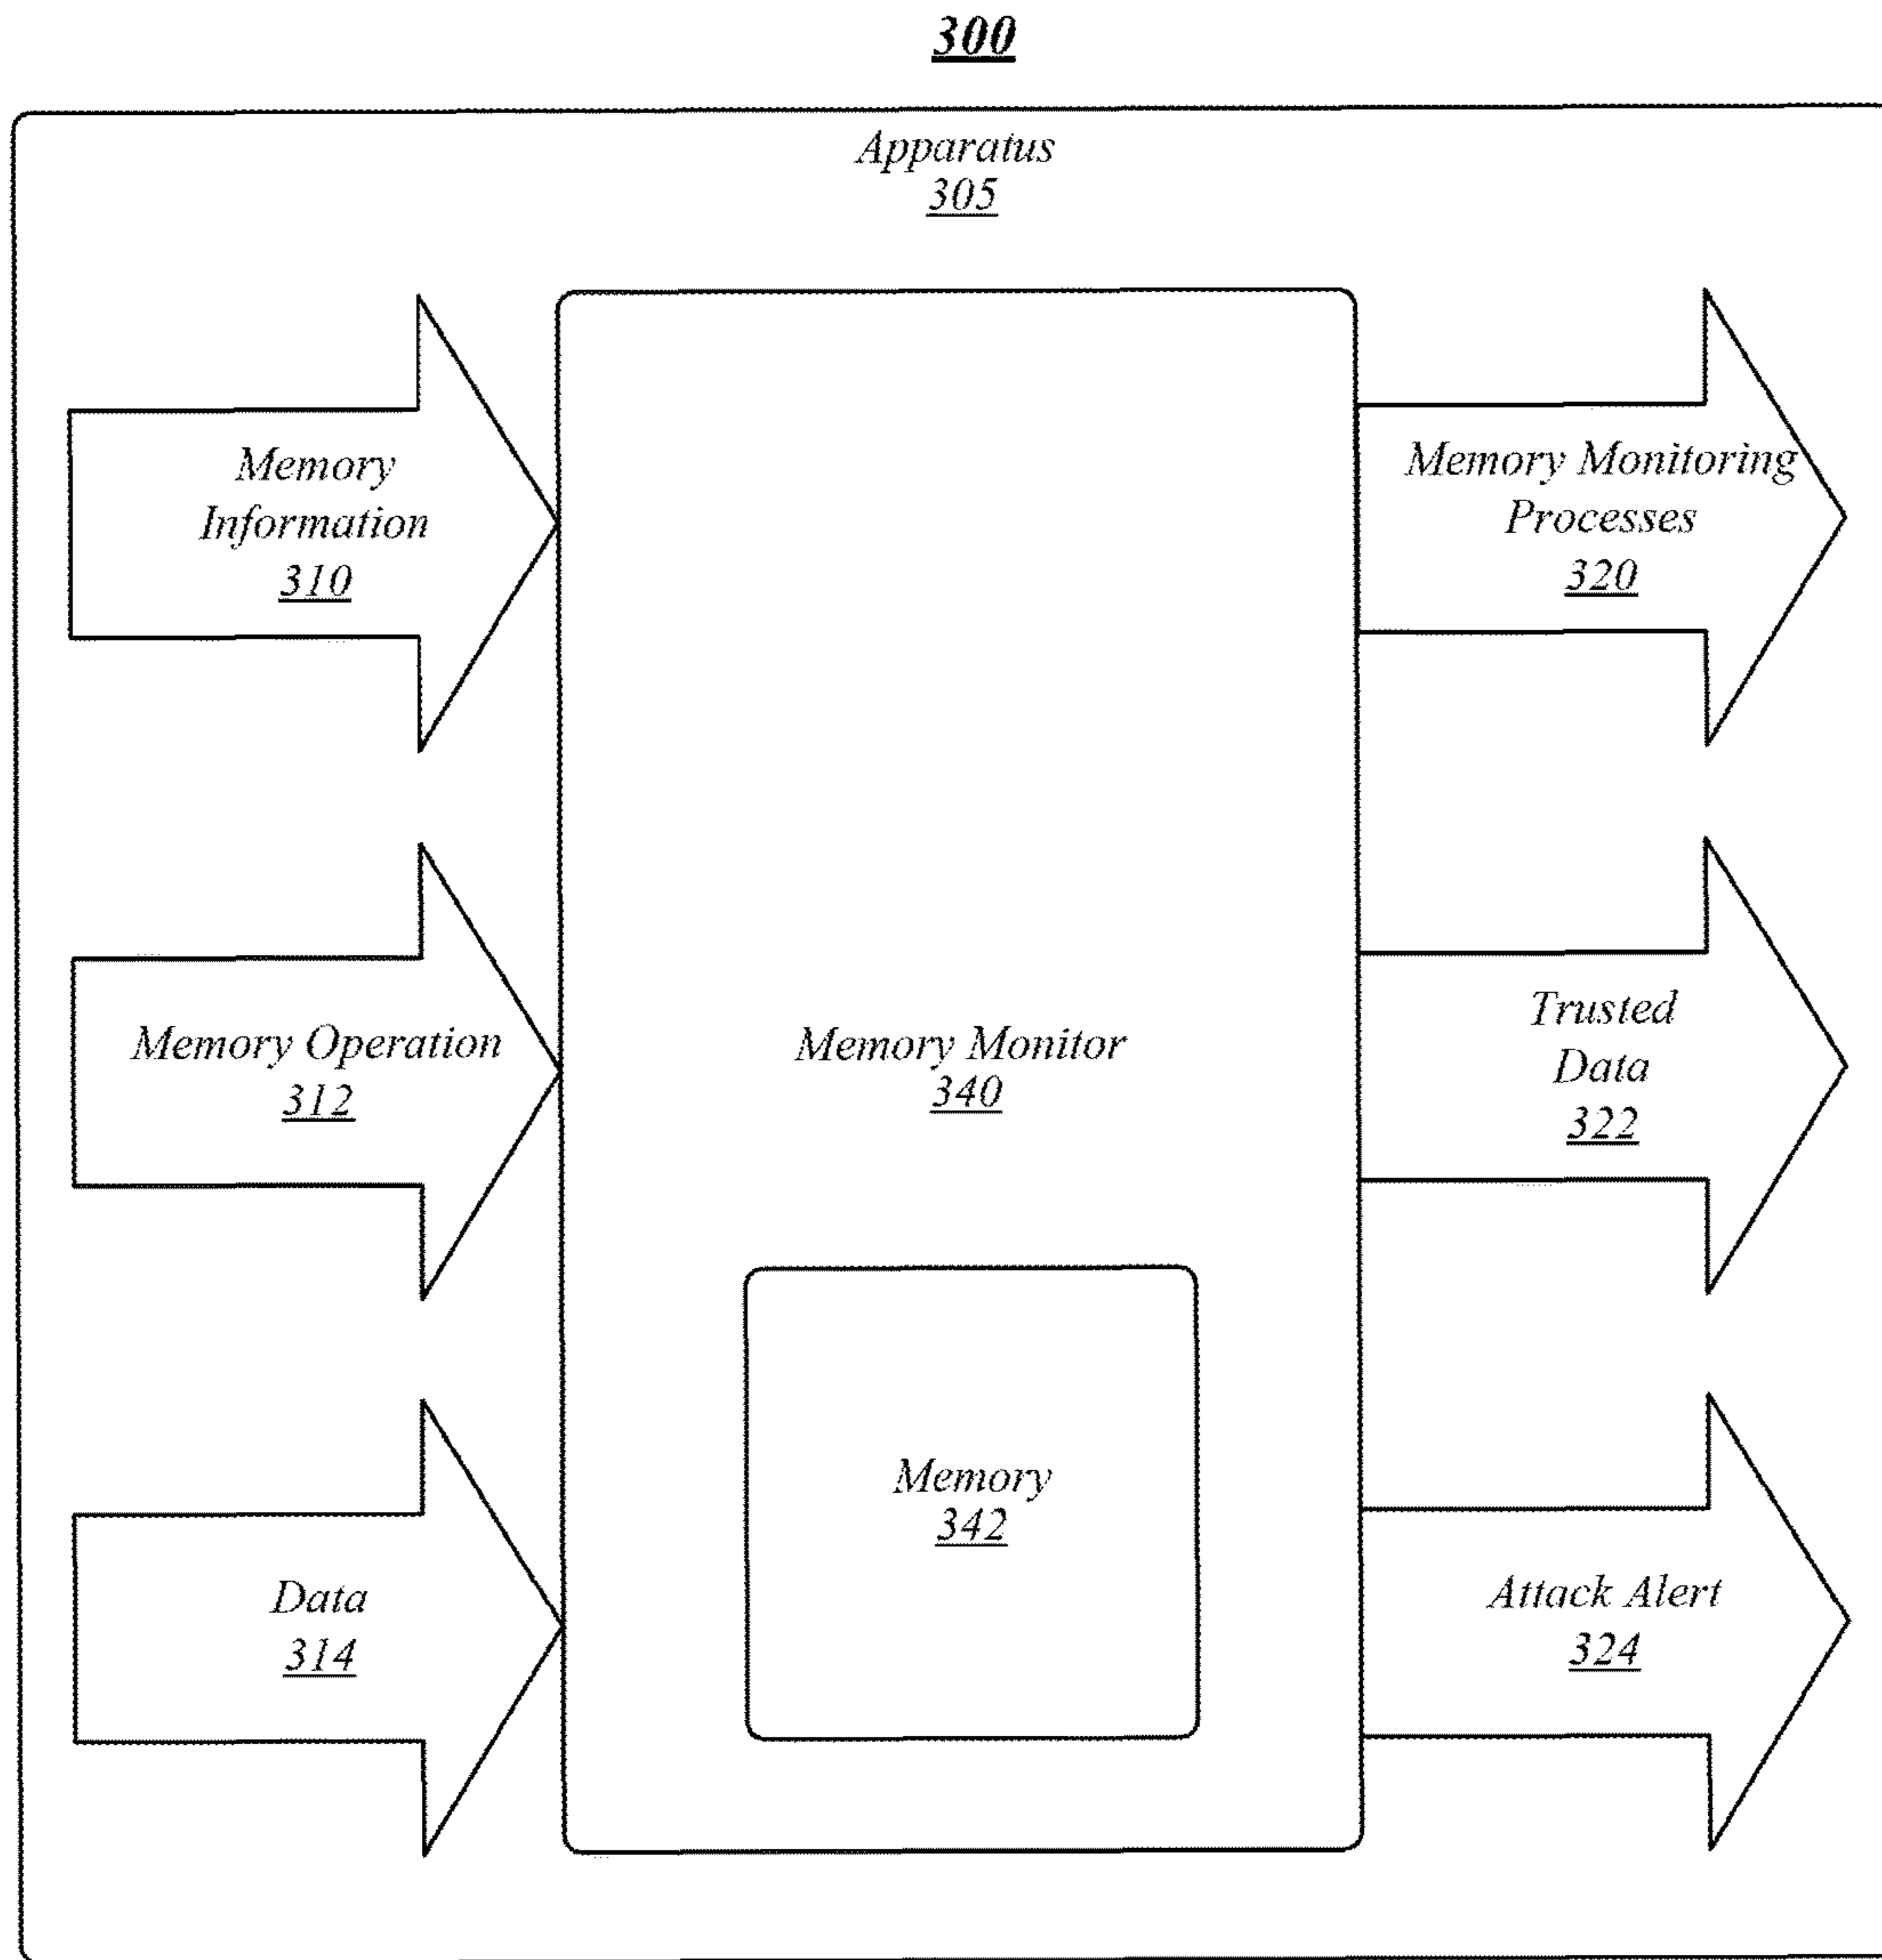 300
Apparatus
305
Memory
Information
310
Memory Monitoring
Processes
320
Memory Operation
312
Memory Monitor
340
Trusted
Data
322
Memory
342
Data
314
Attack Alert
324